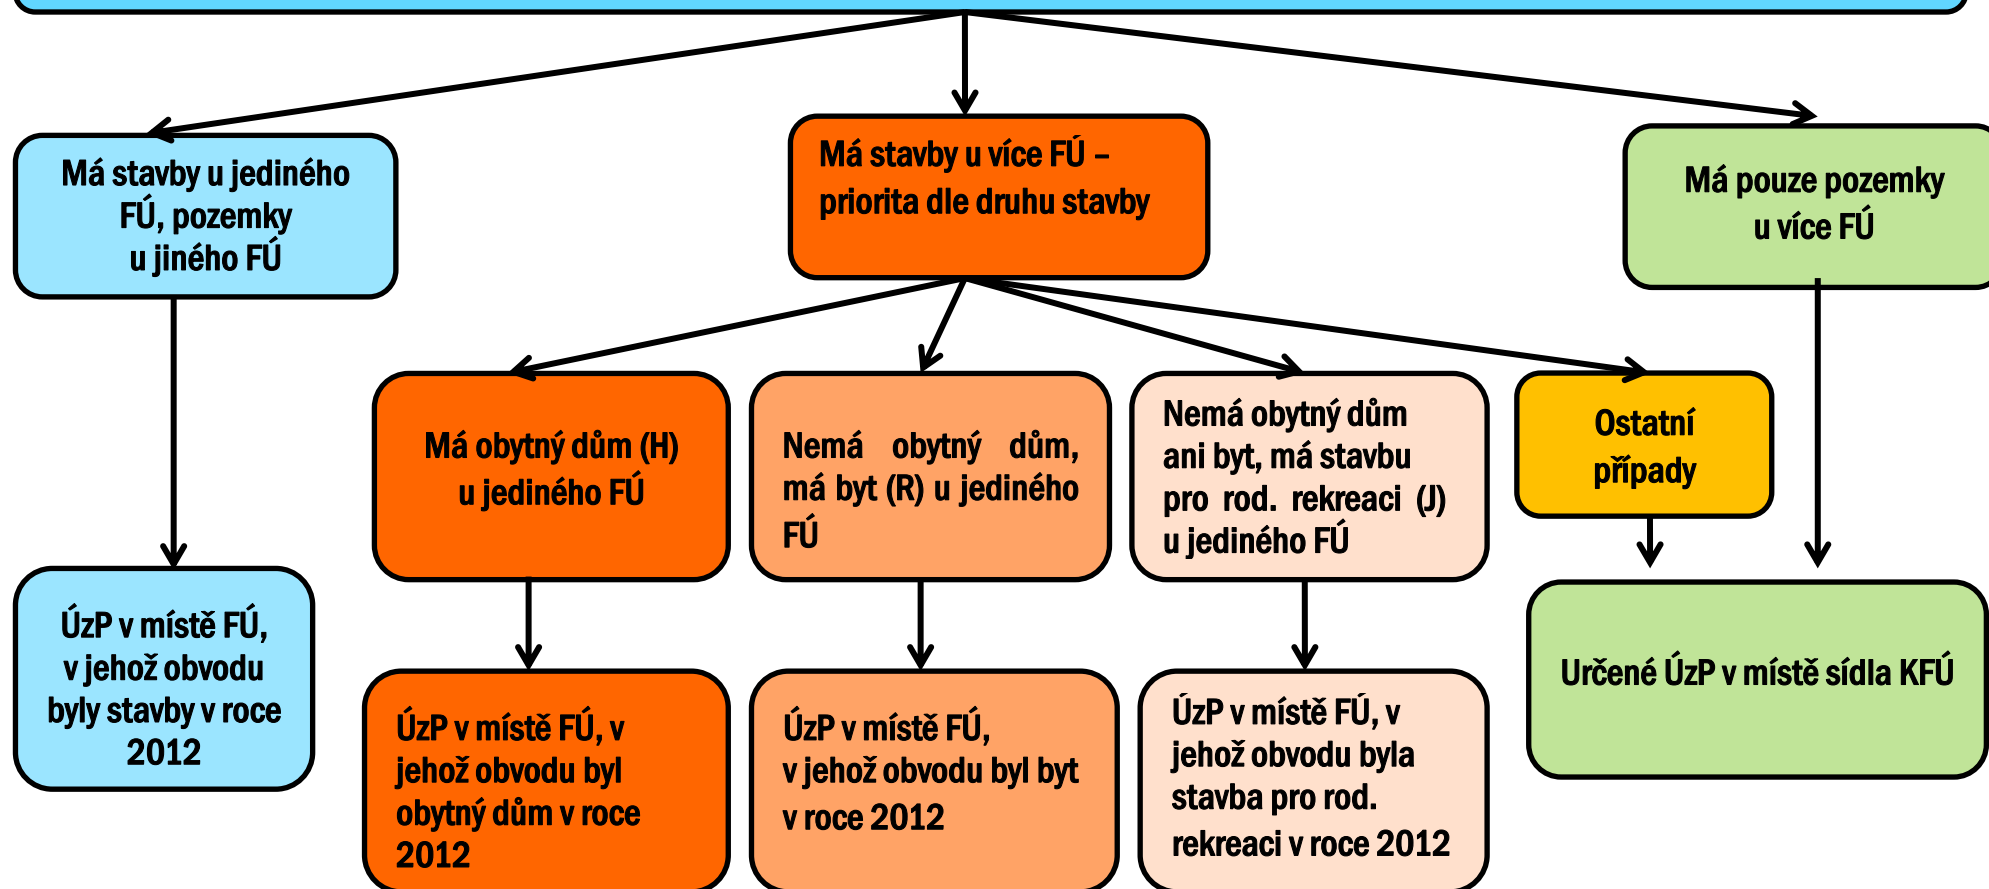 Má stavby u jediného
FÚ, pozemky
u jiného FÚ
Má stavby u více FÚ –
priorita dle druhu stavby
Má pouze pozemky
u více FÚ
Má obytný dům (H)
u jediného FÚ
Nemá obytný dům,
má byt (R) u jediného
FÚ
Nemá obytný dům
ani byt, má stavbu
pro rod. rekreaci (J)
u jediného FÚ
Ostatní
případy
ÚzP v místě FÚ,
v jehož obvodu
byly stavby v roce
2012
ÚzP v místě FÚ, v
jehož obvodu byl
obytný dům v roce
2012
ÚzP v místě FÚ,
v jehož obvodu byl byt
v roce 2012
ÚzP v místě FÚ, v
jehož obvodu byla
stavba pro rod.
rekreaci v roce 2012
Určené ÚzP v místě sídla KFÚ